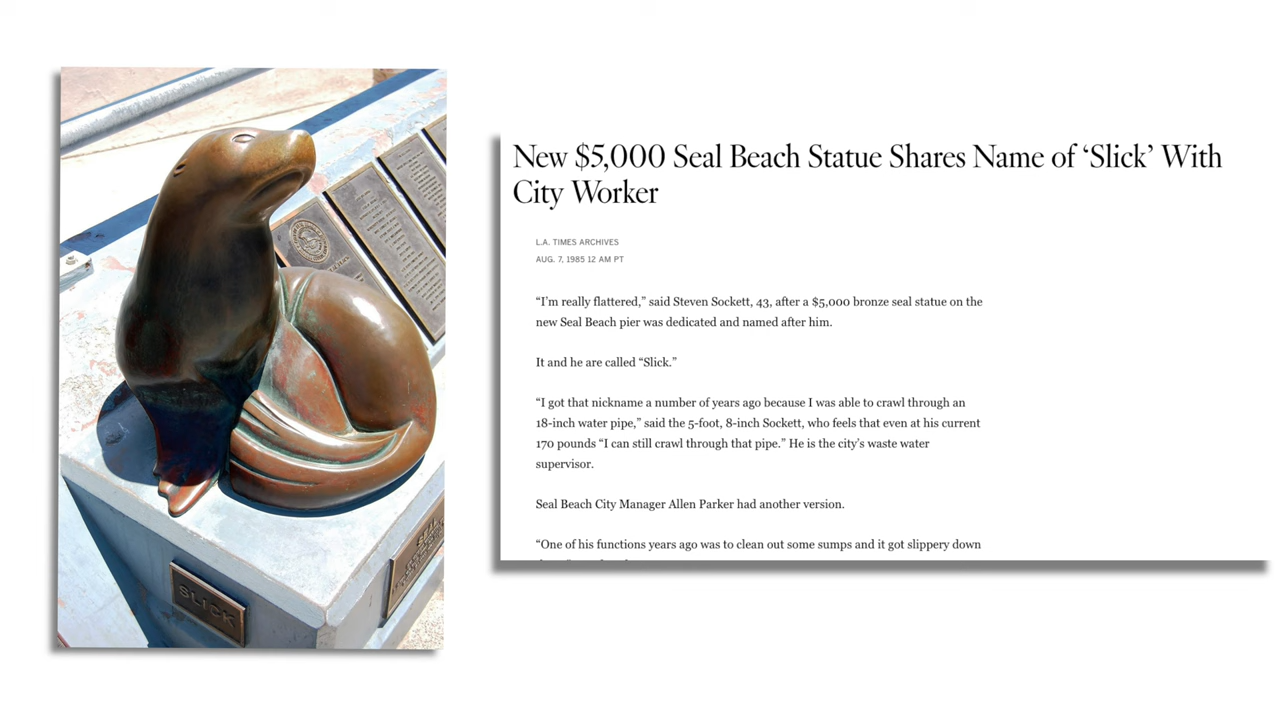 New $5,000 Seal Beach Statue Shares Name of ‘Slick’ With
City Worker
L.A. TIMES ARCHIVES
AUG. 7, 1985 12 AM PT
“I’m really flattered,” said Steven Sockett, 43, after a $5,000 bronze seal statue on the
new Seal Beach pier was dedicated and named after him.
It and he are called “Slick.”
“I got that nickname a number of years ago because I was able to crawl through an
18-inch water pipe,” said the 5-foot, 8-inch Sockett, who feels that even at his current
170 pounds “I can still crawl through that pipe.” He is the city’s waste water
supervisor.
Seal Beach City Manager Allen Parker had another version.
“One of his functions years ago was to clean out some sumps and it got slippery down
SLICK